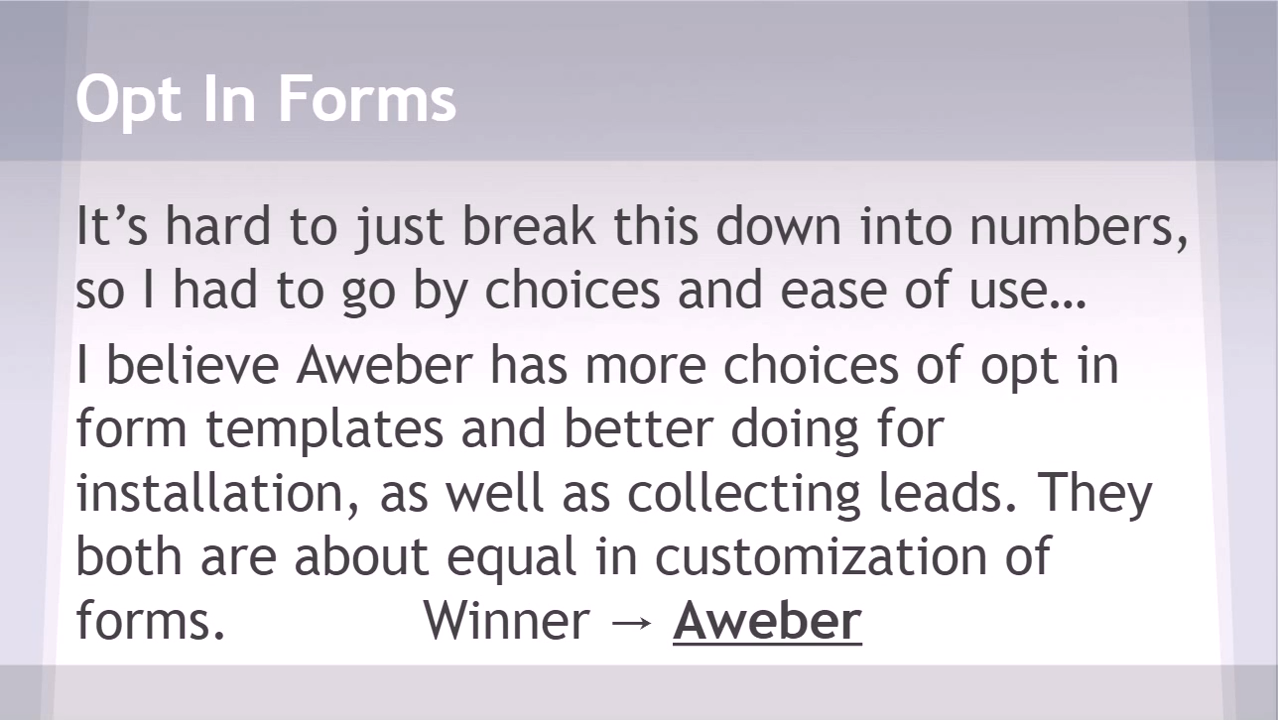 Opt In Forms
It’s hard to just break this down into numbers,
so I had to go by choices and ease of use…
I believe Aweber has more choices of opt in
form templates and better doing for
installation, as well as collecting leads. They
both are about equal in customization of
forms. Winner → Aweber